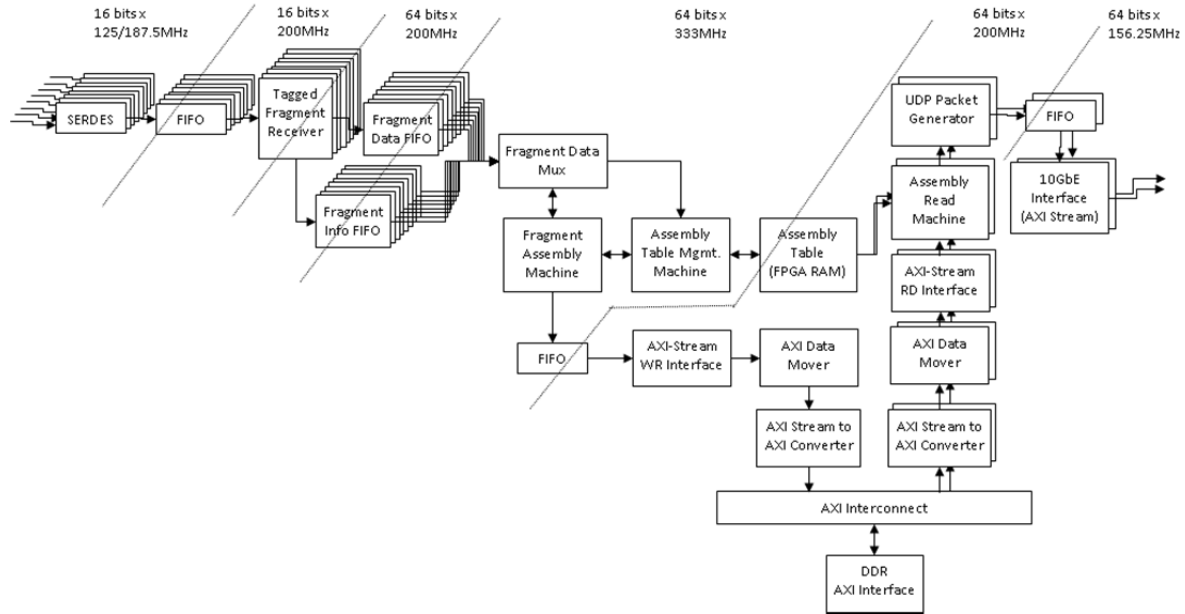 16 bits x
125/187.5MHz
16 bits x
200MHz
64 bits x
200MHz
64 bits x
333MHz
64 bits x
200MHz
64 bits x
156.25MHz
SERDES
FIFO
Tagged
Fragment
Receiver
Fragment
Data FIFO
Fragment
Info FIFO
Fragment Data
Mux
Fragment
Assembly
Machine
Assembly
Table Mgmt.
Machine
Assembly
Table
(FPGA RAM)
UDP Packet
Generator
FIFO
Assembly
Read
Machine
10GbE
Interface
(AXI Stream)
AXI-Stream
RD Interface
FIFO
AXI-Stream
WR Interface
AXI Data
Mover
AXI Data
Mover
AXI Stream to
AXI Converter
AXI Stream to
AXI Converter
AXI Interconnect
DDR
AXI Interface